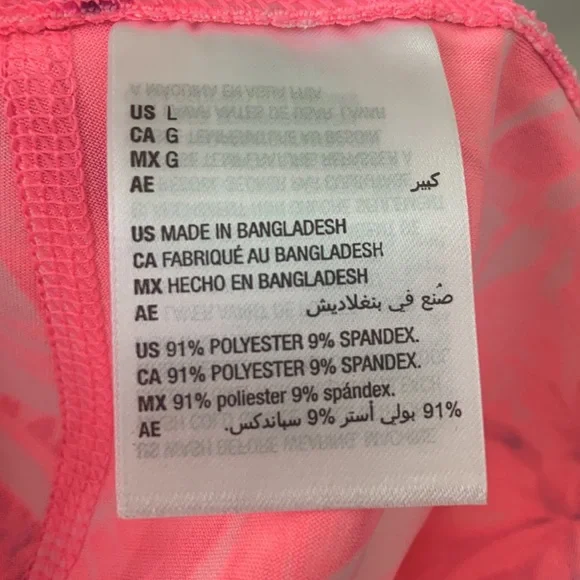 US L
CA G
MX G
AE كبير
US MADE IN BANGLADESH
CA FABRIQUÉ AU BANGLADESH
MX HECHO EN BANGLADESH
AE صُنع في بنغلاديش
US 91% POLYESTER 9% SPANDEX.
CA 91% POLYESTER 9% SPANDEX.
MX 91% poliester 9% spándex.
AE 91% بولي أستر 9% سباندكس.